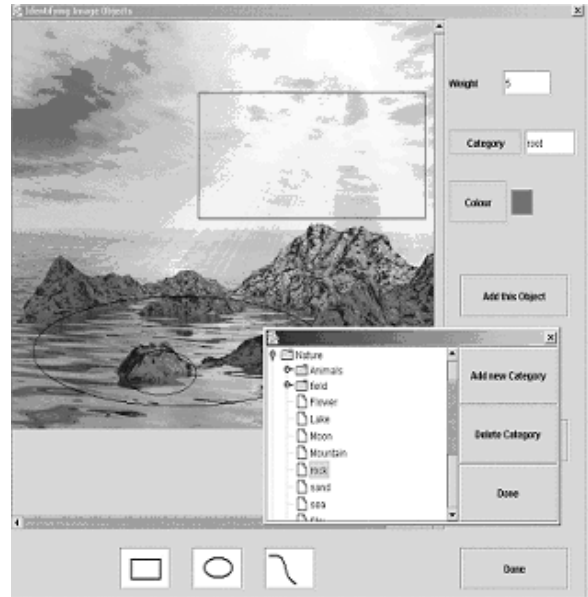 Identifying Image Objects
Weight 5
Category
Colour
Add this Object
Nature
Animals
field
Flower
Lake
Moon
Mountain
rock
sand
sea
Add new Category
Delete Category
Done
Done